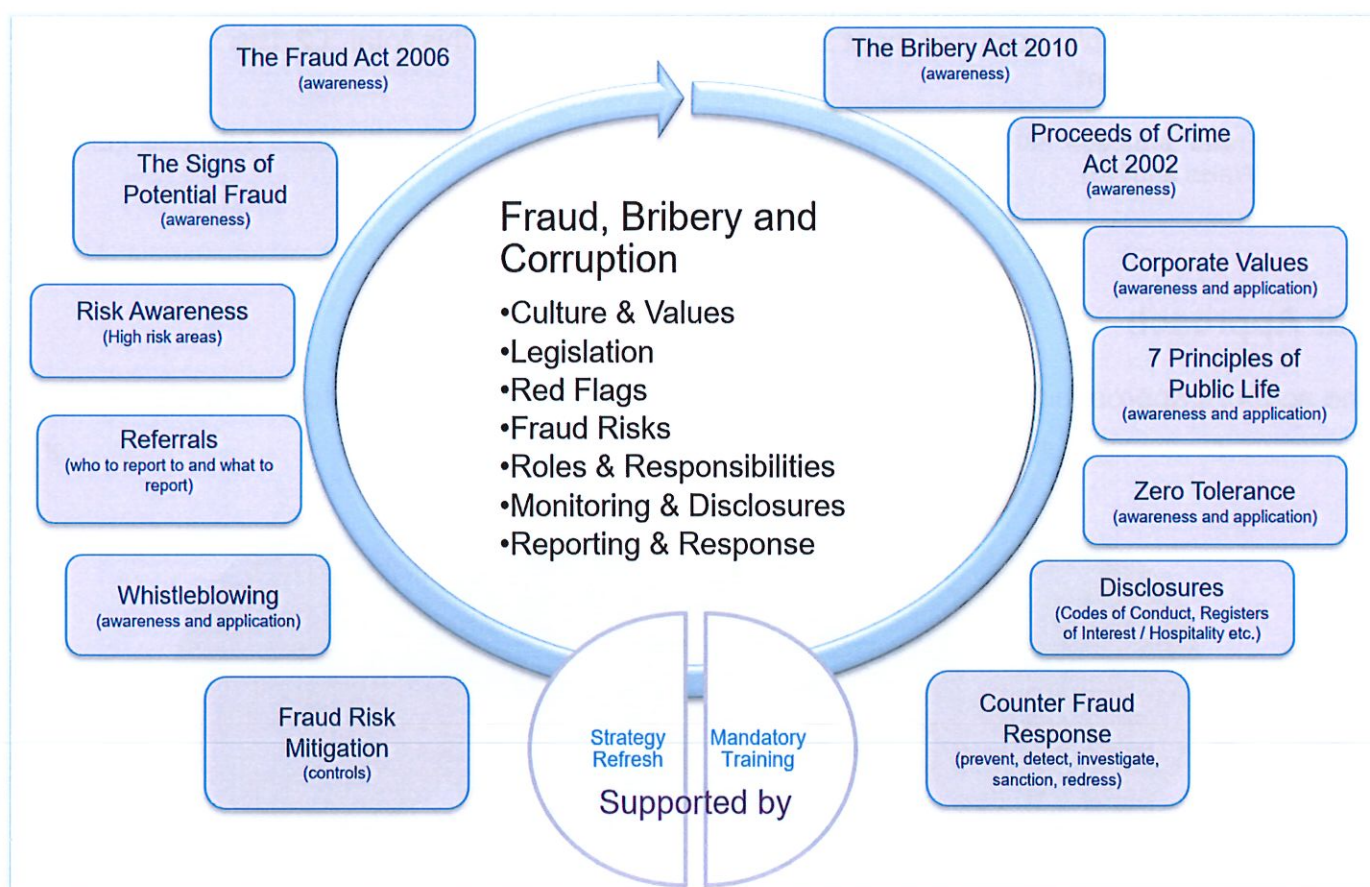 The Fraud Act 2006
(awareness)
The Bribery Act 2010
(awareness)
The Signs of
Potential Fraud
(awareness)
Proceeds of Crime
Act 2002
(awareness)
Risk Awareness
(High risk areas)
Corporate Values
(awareness and application)
Referrals
(who to report to and what to
report)
7 Principles of
Public Life
(awareness and application)
Whistleblowing
(awareness and application)
Zero Tolerance
(awareness and application)
Fraud Risk
Mitigation
(controls)
Disclosures
(Codes of Conduct, Registers
of Interest / Hospitality etc.)
Counter Fraud
Response
(prevent, detect, investigate,
sanction, redress)
Fraud, Bribery and
Corruption
•Culture & Values
•Legislation
•Red Flags
•Fraud Risks
•Roles & Responsibilities
•Monitoring & Disclosures
•Reporting & Response
Strategy
Refresh
Mandatory
Training
Supported by